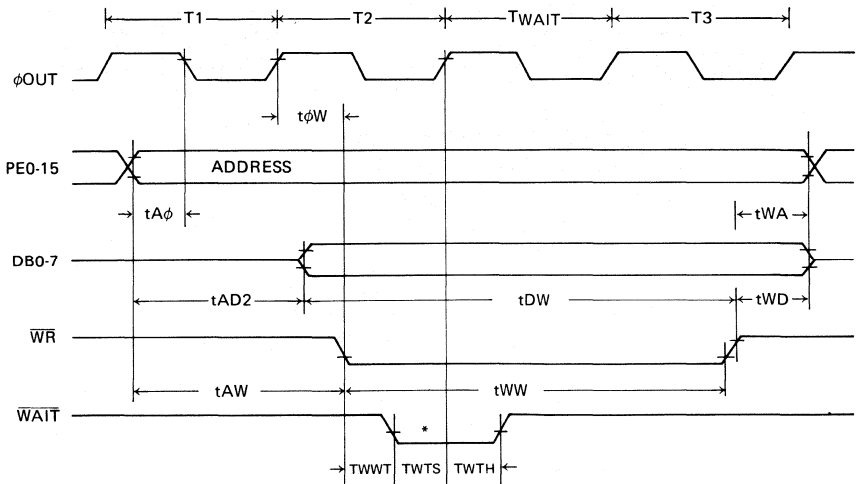 T1 T2 TWAIT T3
φOUT
tφW
PE0-15 ADDRESS
tAφ tWA
DB0-7
tAD2 tDW tWD
WR
tAW tWW
WAIT *
TWWT TWTS TWTH